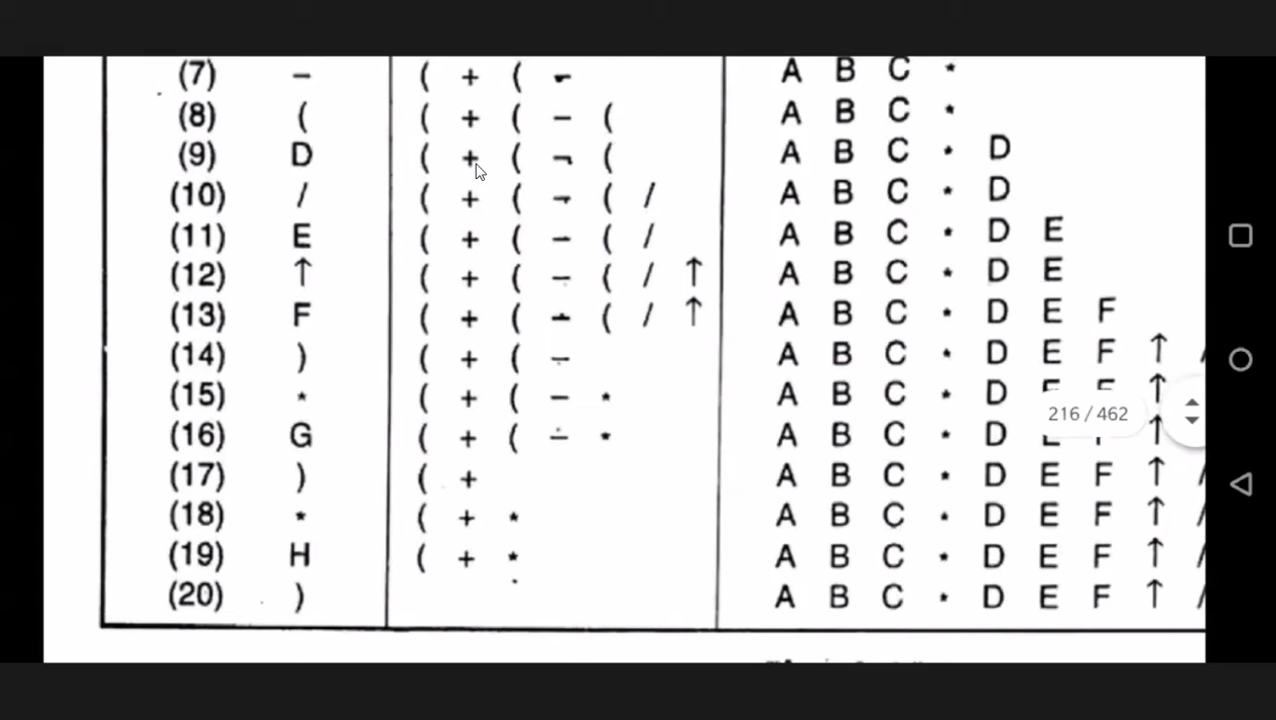 (7) – ( + ( – A B C *
(8) ( ( + ( – ( A B C *
(9) D ( + ( – ( A B C * D
(10) / ( + ( – ( / A B C * D
(11) E ( + ( – ( / A B C * D E
(12) ↑ ( + ( – ( / ↑ A B C * D E
(13) F ( + ( – ( / ↑ A B C * D E F
(14) ) ( + ( – A B C * D E F ↑ /
(15) * ( + ( – * A B C * D E F ↑
(16) G ( + ( – * A B C * D ↑
(17) ) ( + A B C * D E F ↑ /
(18) * ( + * A B C * D E F ↑ /
(19) H ( + * A B C * D E F ↑ /
(20) ) A B C * D E F ↑ /
216 / 462